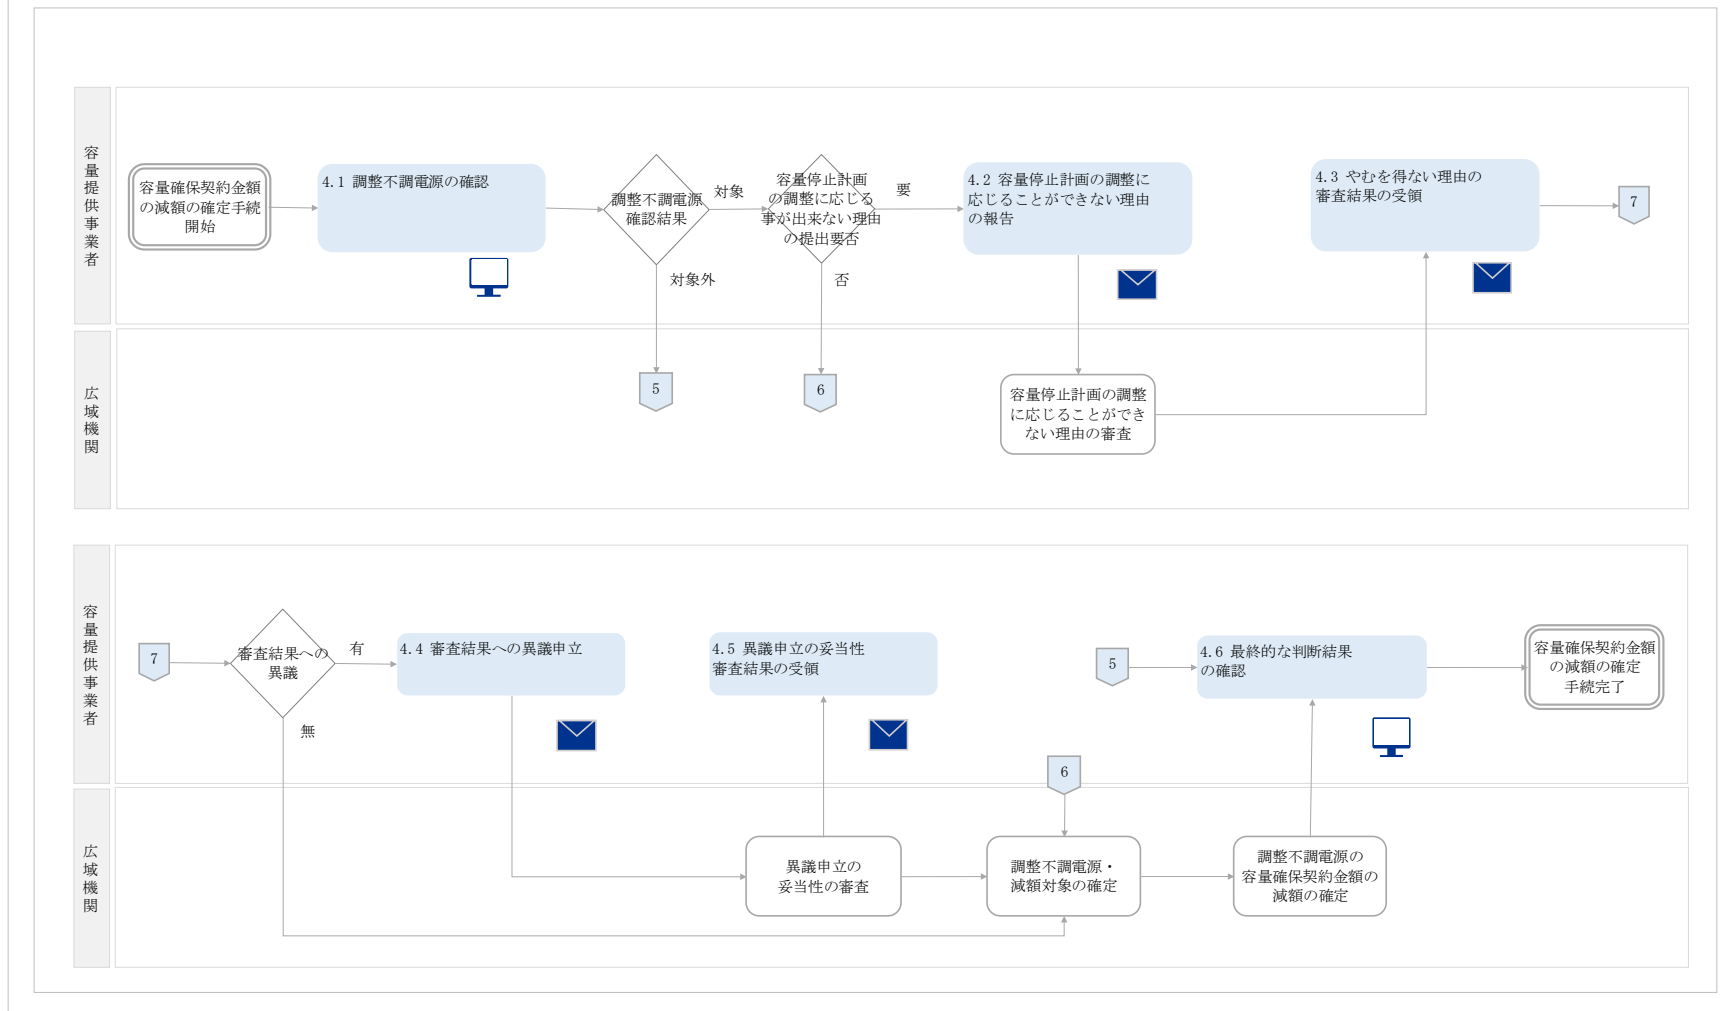 容量提供事業者
容量確保契約金額
の減額の確定手続
開始
4.1 調整不調電源の確認
調整不調電源
確認結果
対象
対象外
容量停止計画
の調整に応じる
事が出来ない理由
の提出要否
要
否
4.2 容量停止計画の調整に
応じることができない理由
の報告
4.3 やむを得ない理由の
審査結果の受領
7
広域機関
5
6
容量停止計画の調整
に応じることができ
ない理由の審査
容量提供事業者
7
審査結果への
異議
有
無
4.4 審査結果への異議申立
4.5 異議申立の妥当性
審査結果の受領
5
4.6 最終的な判断結果
の確認
容量確保契約金額
の減額の確定
手続完了
6
広域機関
異議申立の
妥当性の審査
調整不調電源・
減額対象の確定
調整不調電源の
容量確保契約金額の
減額の確定